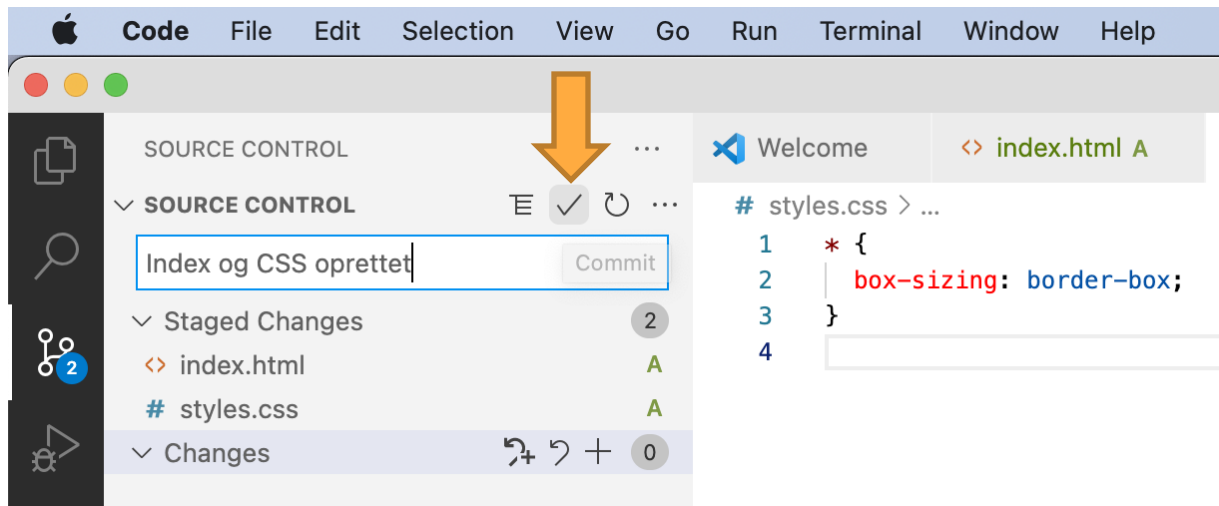 Code File Edit Selection View Go Run Terminal Window Help
SOURCE CONTROL ...
Welcome <> index.html A
SOURCE CONTROL ...
# styles.css > ...
Index og CSS oprettet Commit
Staged Changes 2
<> index.html A
# styles.css A
Changes 0
2
1 * {
2 box-sizing: border-box;
3 }
4